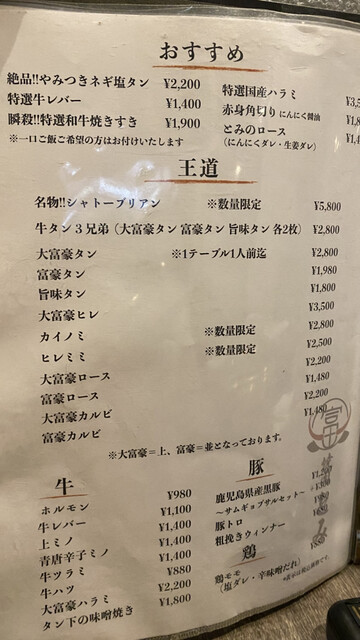 おすすめ
絶品!!やみつきネギ塩タン ¥2,200
特選牛レバー ¥1,400
瞬殺!!特選和牛焼きすき ¥1,900
※一口ご飯ご希望の方はお付けいたします
特選国産ハラミ
赤身角切り にんにく醤油
とみのロース
(にんにくダレ・生姜ダレ)
王道
名物!!シャトーブリアン ※数量限定 ¥5,800
牛タン3兄弟(大富豪タン 富豪タン 旨味タン 各2枚) ¥2,800
大富豪タン ※1テーブル1人前迄 ¥2,800
富豪タン ¥1,980
旨味タン ¥1,800
大富豪ヒレ ¥3,500
カイノミ ※数量限定 ¥2,800
ヒレミミ ※数量限定 ¥2,500
大富豪ロース ¥2,200
富豪ロース ¥1,480
大富豪カルビ ¥2,200
富豪カルビ ¥1,480
※大富豪=上、富豪=並となっております。
牛
ホルモン ¥980
牛レバー ¥1,100
上ミノ ¥1,400
青唐辛子ミノ ¥1,400
牛ツラミ ¥1,400
牛ハツ ¥880
大富豪ハラミ ¥2,200
タン下の味噌焼き ¥1,800
豚
鹿児島県産黒豚
~サムギョプサルセット~
豚トロ
粗挽きウィンナー
鶏
鶏モモ
(塩ダレ・辛味噌だれ)
※表示は税込価格です。